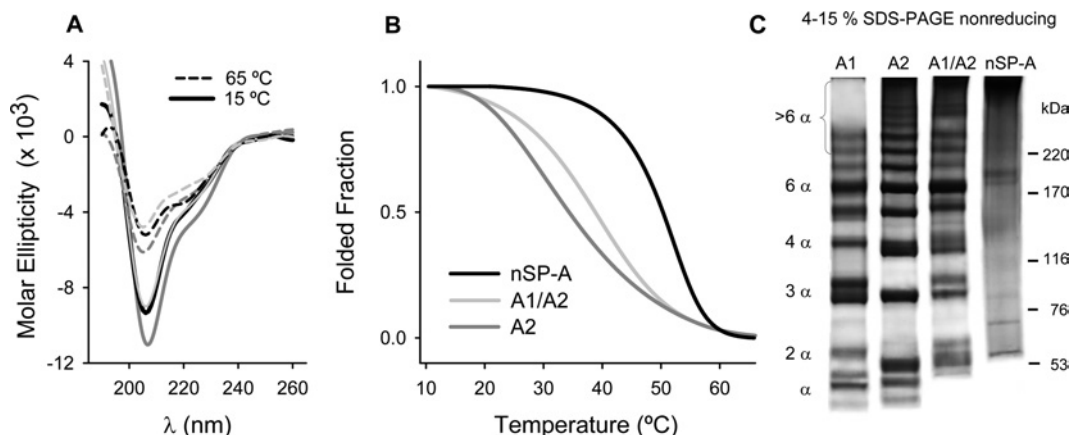 A
Molar Ellipticity (x 10³)
4
0
-4
-8
-12
65 ºC
15 ºC
200 220 240 260
λ (nm)
B
Folded Fraction
1.0
0.5
0.0
nSP-A
A1/A2
A2
10 20 30 40 50 60
Temperature (ºC)
C
4-15 % SDS-PAGE nonreducing
A1 A2 A1/A2 nSP-A
kDa
>6 α
6 α
4 α
3 α
2 α
α
220
170
116
76
53